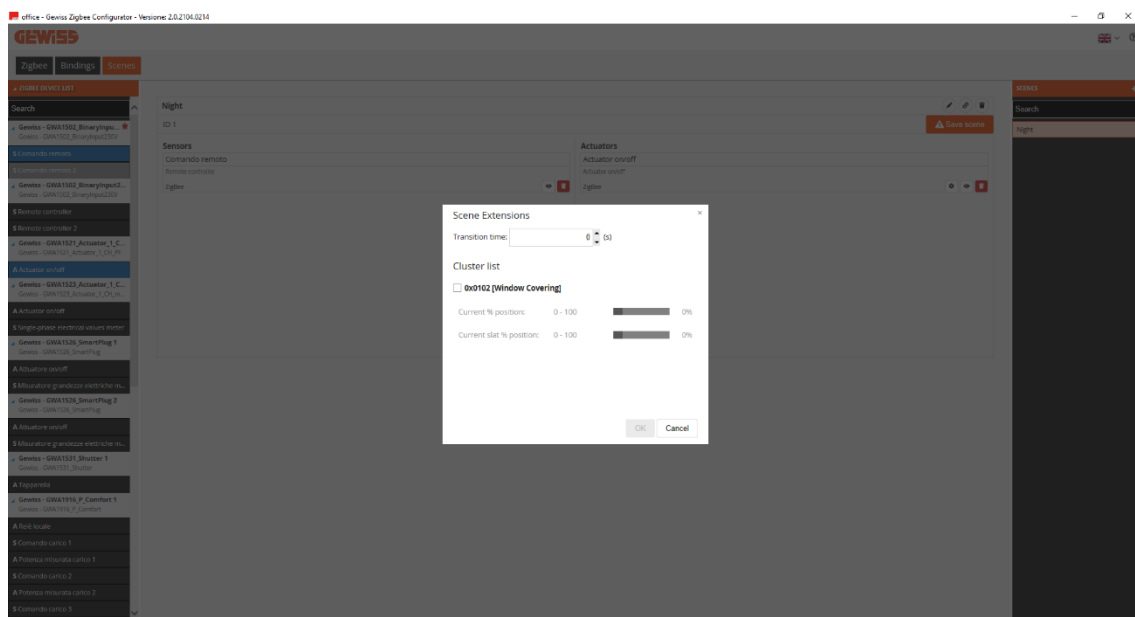 office - Gewiss Zigbee Configurator - Versione: 2.0.2104.0214
GEWISS
Zigbee Bindings Scenes
ZIGBEE DEVICE LIST
Search
Gewiss - GWA1502_BinaryInpu...
Gewiss - GWA1502_BinaryInput250V
S Comando remoto
S Comando remoto 2
Gewiss - GWA1502_BinaryInput2...
Gewiss - GWA1502_BinaryInput250V
S Remote controller
S Remote controller 2
Gewiss - GWA1521_Actuator_1_C...
Gewiss - GWA1521_Actuator_1_CH_PF
A Actuator on/off
Gewiss - GWA1523_Actuator_1_C...
Gewiss - GWA1523_Actuator_1_CH_in...
A Actuator on/off
S Single-phase electrical values meter
Gewiss - GWA1526_SmartPlug 1
Gewiss - GWA1526_SmartPlug
A Attuatore on/off
S Misuratore grandezze elettriche m...
Gewiss - GWA1526_SmartPlug 2
Gewiss - GWA1526_SmartPlug
A Attuatore on/off
S Misuratore grandezze elettriche m...
Gewiss - GWA1531_Shutter 1
Gewiss - GWA1531_Shutter
A Tapparella
Gewiss - GWA1916_P_Comfort 1
Gewiss - GWA1916_P_Comfort
A Relè locale
S Comando carico 1
A Potenza misurata carico 1
S Comando carico 2
A Potenza misurata carico 2
S Comando carico 3
Night
ID 1
Save scene
Sensors
Comando remoto
Remote controller
ZigBee
Actuators
Actuator on/off
Actuator on/off
ZigBee
Scene Extensions
×
Transition time: 0 (s)
Cluster list
0x0102 [Window Covering]
Current % position: 0 - 100 0%
Current slat % position: 0 - 100 0%
OK Cancel
SCENES
Search
Night